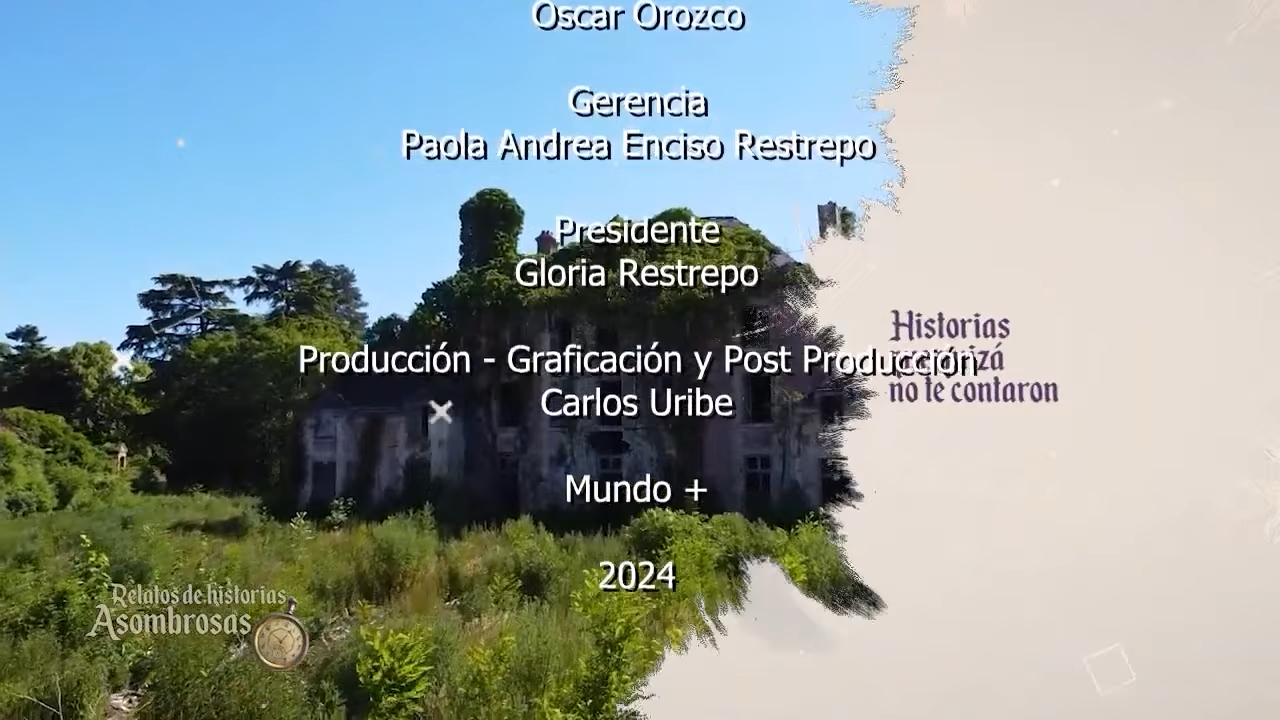 Oscar Orozco
Gerencia
Paola Andrea Enciso Restrepo
Presidente
Gloria Restrepo
Producción - Graficación y Post Producción
Carlos Uribe
Mundo +
2024
Historias
no te contaron
Relatos de historias
Asombrosas